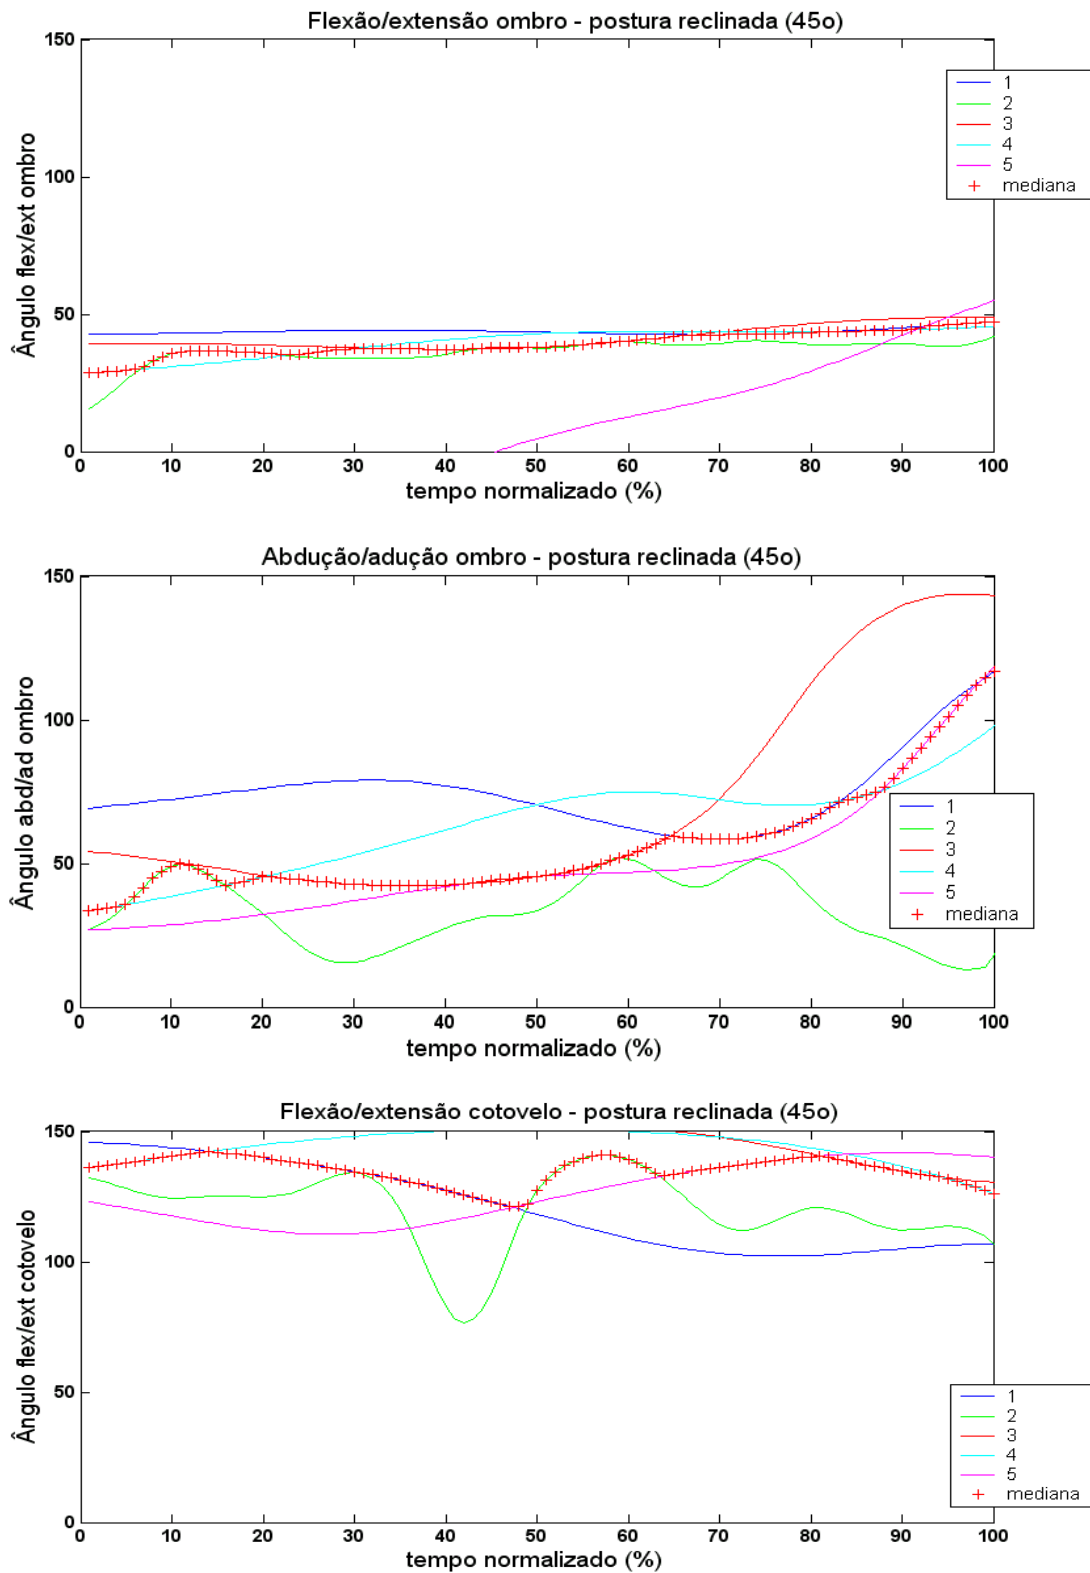 Flexão/extensão ombro - postura reclinada (45o)
150
100
50
0
Ângulo flex/ext ombro
1
2
3
4
5
mediana
0 10 20 30 40 50 60 70 80 90 100
tempo normalizado (%)
Abdução/adução ombro - postura reclinada (45o)
150
100
50
0
Ângulo abd/ad ombro
1
2
3
4
5
mediana
0 10 20 30 40 50 60 70 80 90 100
tempo normalizado (%)
Flexão/extensão cotovelo - postura reclinada (45o)
150
100
50
0
Ângulo flex/ext cotovelo
1
2
3
4
5
mediana
0 10 20 30 40 50 60 70 80 90 100
tempo normalizado (%)